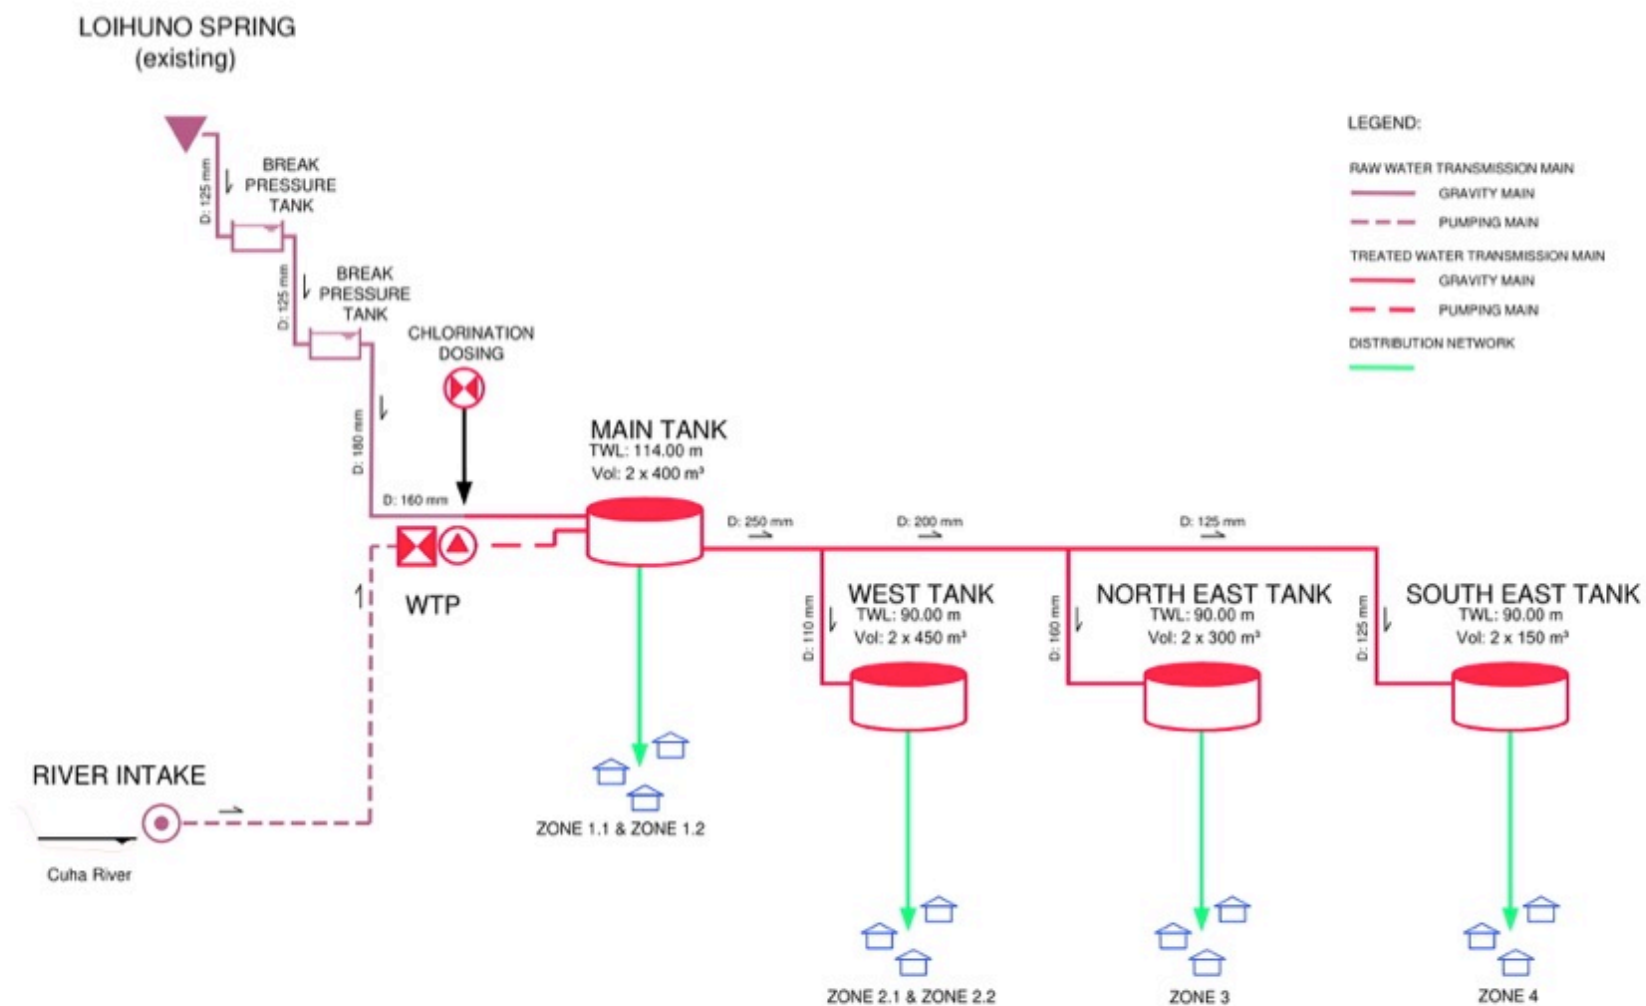 LOIHUNO SPRING
(existing)
D: 125 mm
BREAK
PRESSURE
TANK
D: 125 mm
BREAK
PRESSURE
TANK
CHLORINATION
DOSING
D: 180 mm
D: 160 mm
MAIN TANK
TWL: 114.00 m
Vol: 2 x 400 m³
WTP
D: 250 mm
D: 200 mm
D: 125 mm
D: 110 mm
WEST TANK
TWL: 90.00 m
Vol: 2 x 450 m³
D: 160 mm
NORTH EAST TANK
TWL: 90.00 m
Vol: 2 x 300 m³
D: 125 mm
SOUTH EAST TANK
TWL: 90.00 m
Vol: 2 x 150 m³
RIVER INTAKE
Cuha River
ZONE 1.1 & ZONE 1.2
ZONE 2.1 & ZONE 2.2
ZONE 3
ZONE 4
LEGEND:
RAW WATER TRANSMISSION MAIN
GRAVITY MAIN
PUMPING MAIN
TREATED WATER TRANSMISSION MAIN
GRAVITY MAIN
PUMPING MAIN
DISTRIBUTION NETWORK